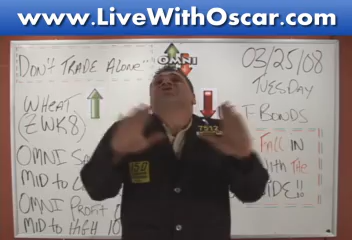 www.LiveWithOscar.com
"DON'T TRADE ALONE"
OMNI
03/25/08
TUESDAY
WHEAT
(ZWK8)
T-BONDS
OMNI
MID TO
FALL IN
with THE
OMNI PROFIT
MID TO HIGH 10